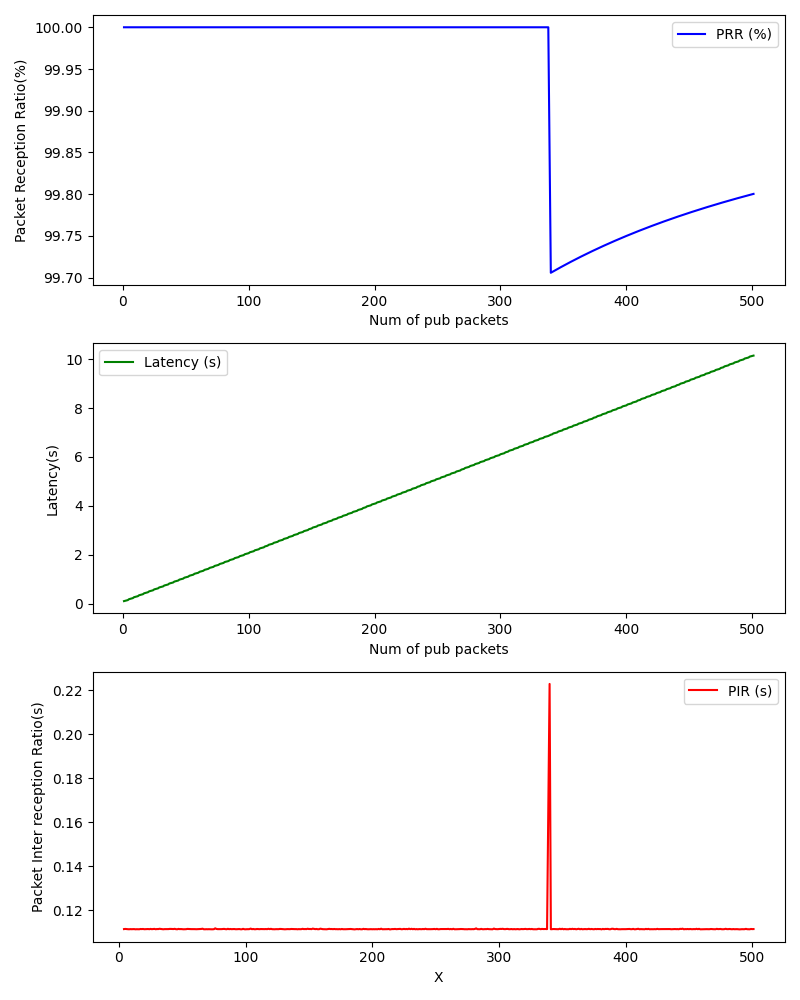 100.00
99.95
99.90
99.85
99.80
99.75
99.70
Packet Reception Ratio(%)
PRR (%)
0 100 200 300 400 500
Num of pub packets
10
8
6
4
2
0
Latency(s)
Latency (s)
0 100 200 300 400 500
Num of pub packets
0.22
0.20
0.18
0.16
0.14
0.12
Packet Inter reception Ratio(s)
PIR (s)
0 100 200 300 400 500
X